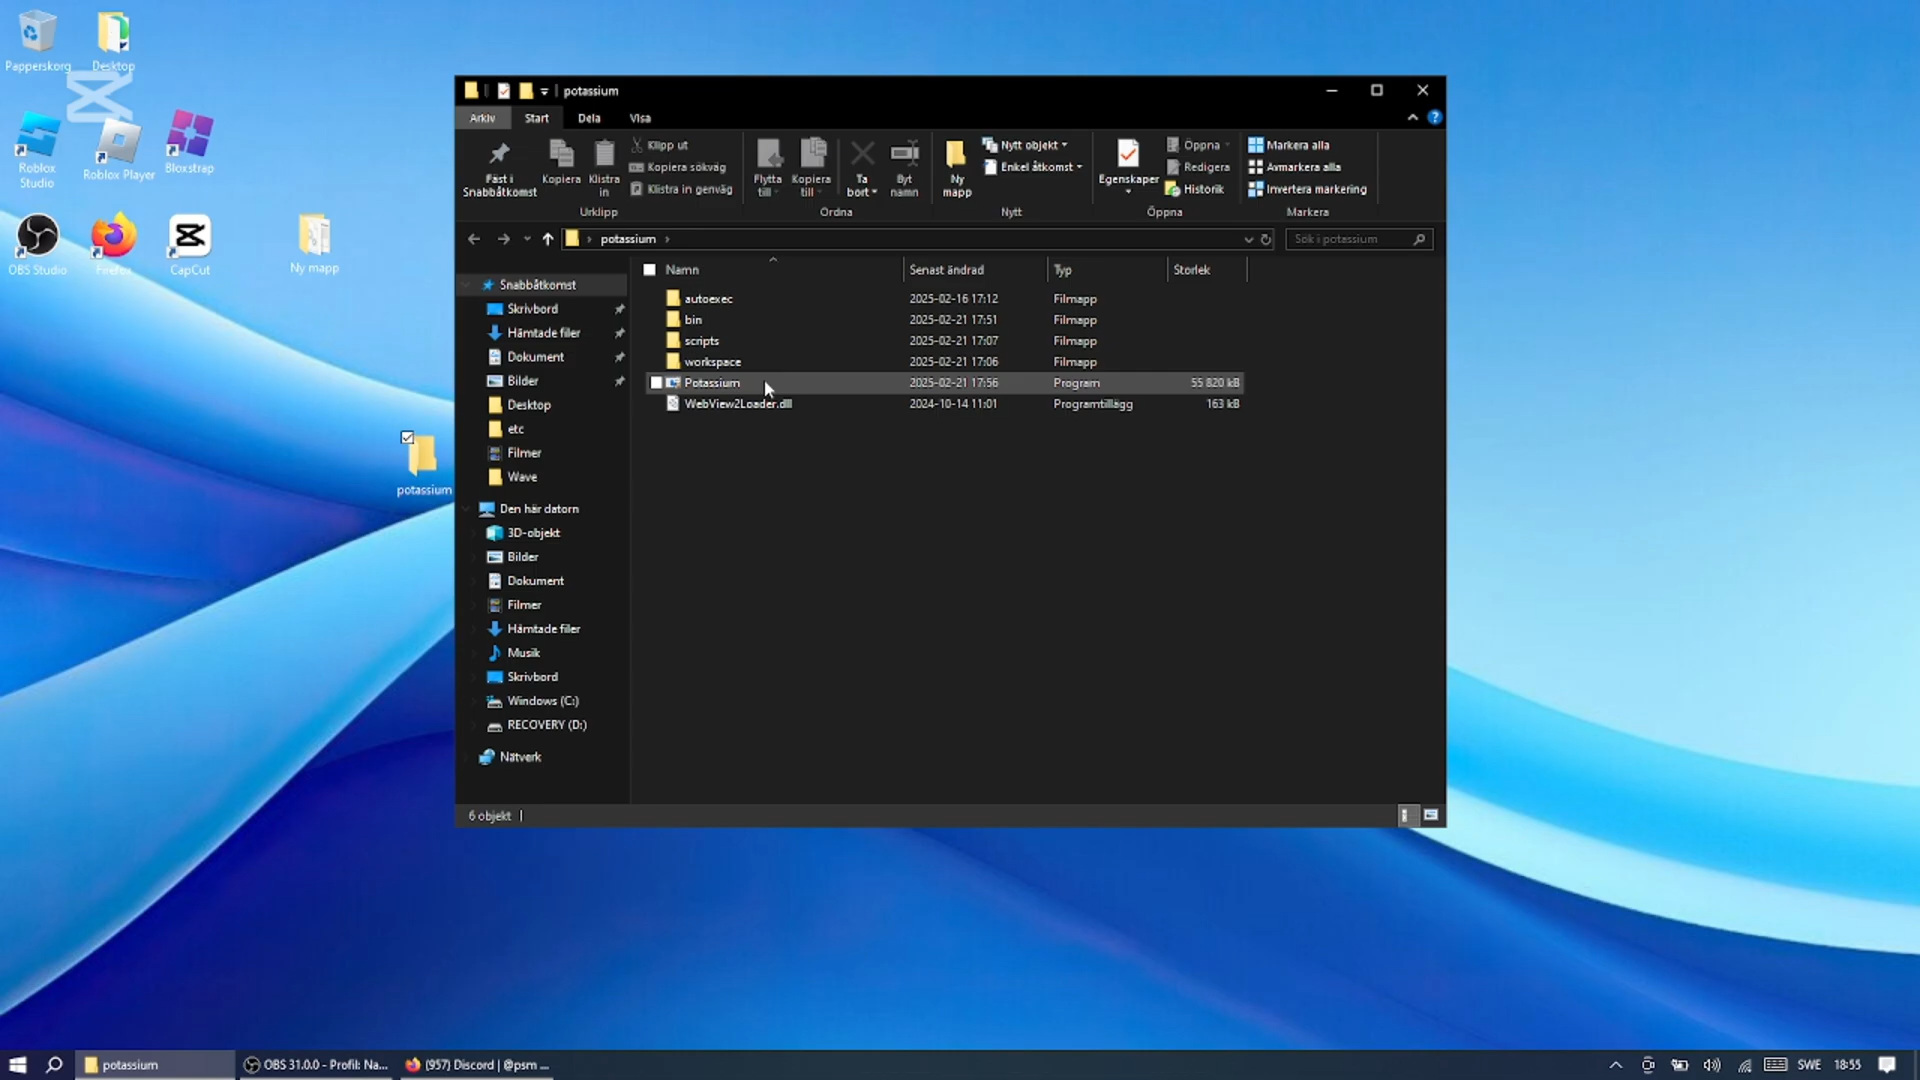 Papperskorg
Desktop
Roblox Studio
Roblox Player
Bloxstrap
OBS Studio
Firefox
CapCut
Ny mapp
potassium
potassium
Arkiv
Start
Dela
Visa
Fäst i Snabbåtkomst
Kopiera
Klistra in
Klipp ut
Kopiera sökväg
Klistra in genväg
Urklipp
Flytta till
Kopiera till
Ta bort
Byt namn
Ordna
Ny mapp
Nytt objekt
Enkel åtkomst
Nytt
Egenskaper
Öppna
Redigera
Historik
Öppna
Markera alla
Avmarkera alla
Invertera markering
Markera
potassium
Sök i potassium
Namn
Senast ändrad
Typ
Storlek
autoexec 2025-02-16 17:12 Filmapp
bin 2025-02-21 17:51 Filmapp
scripts 2025-02-21 17:07 Filmapp
workspace 2025-02-21 17:06 Filmapp
Potassium 2025-02-21 17:56 Program 55 820 kB
WebView2Loader.dll 2024-10-14 11:01 Programtillägg 163 kB
Snabbåtkomst
Skrivbord
Hämtade filer
Dokument
Bilder
Desktop
etc
Filmer
Wave
Den här datorn
3D-objekt
Bilder
Dokument
Filmer
Hämtade filer
Musik
Skrivbord
Windows (C:)
RECOVERY (D:)
Nätverk
6 objekt
potassium
OBS 31.0.0 - Profil: Na...
(957) Discord | @psm ...
SWE
18:55